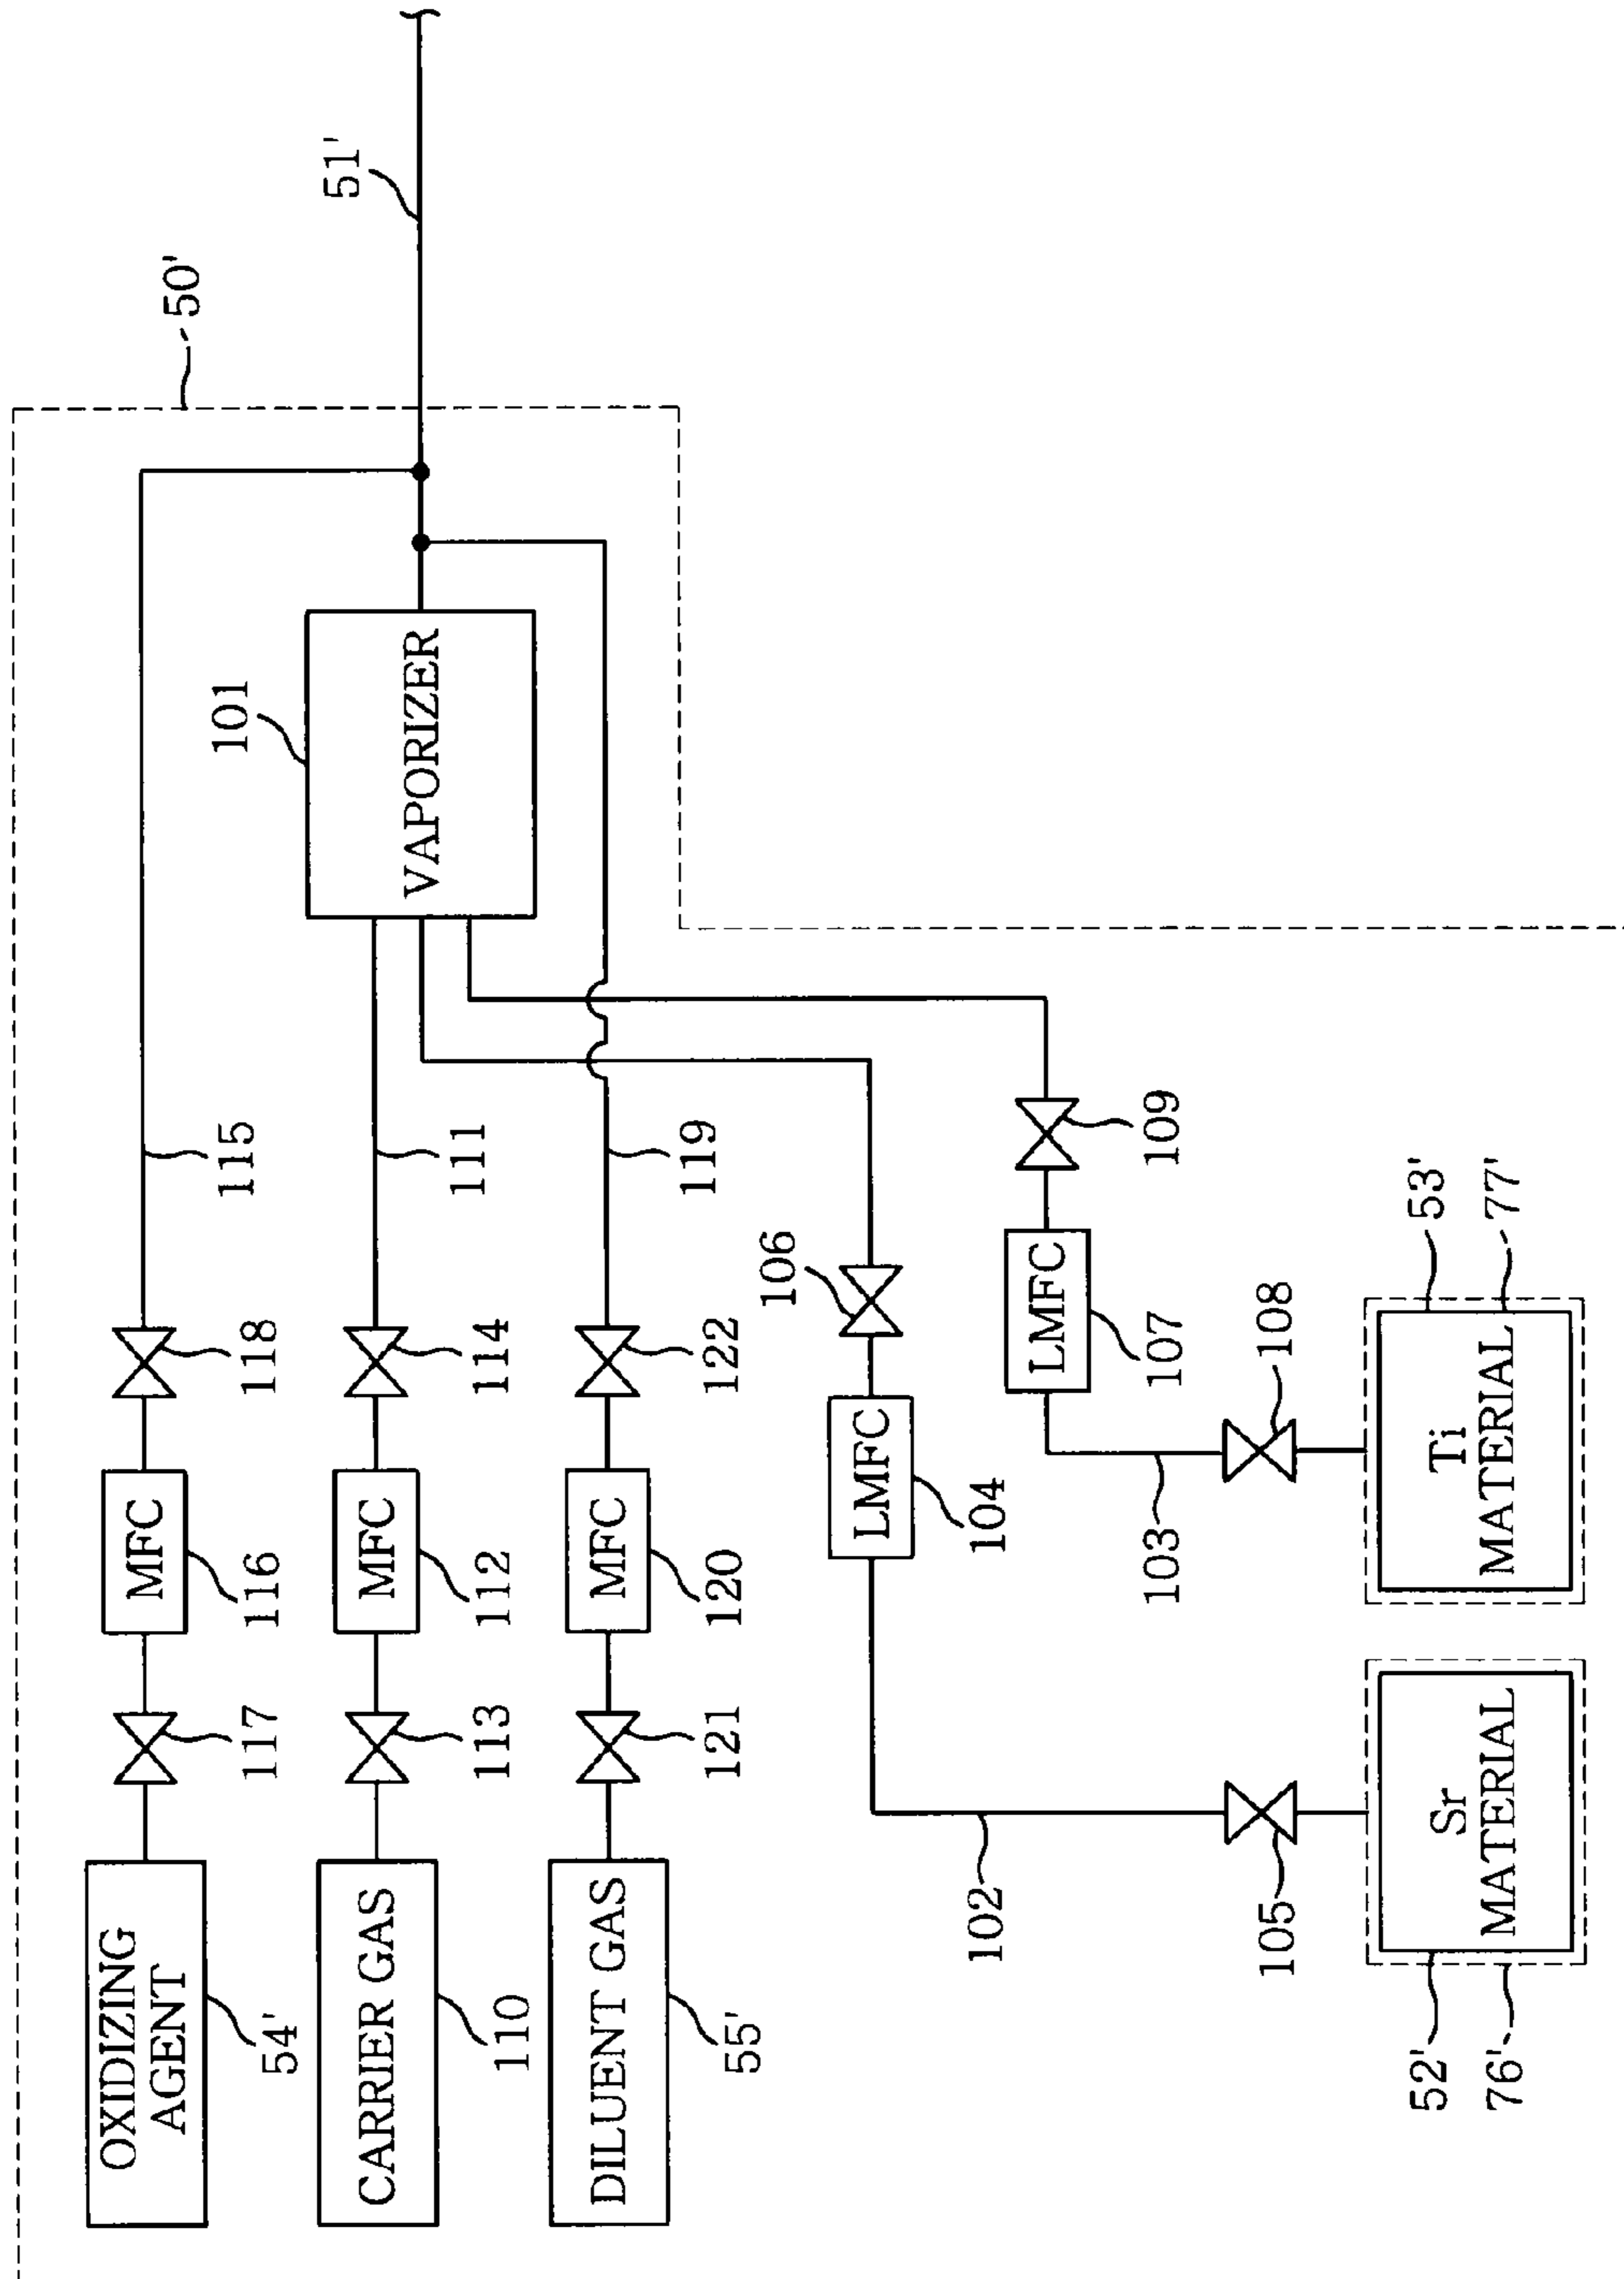 50'
OXIDIZING
AGENT
MFC
54'
117
116
118
115
101
51'
CARRIER GAS
MFC
VAPORIZER
110
113
112
114
111
DILUENT GAS
MFC
55'
121
120
122
119
106
LMFC
104
102
LMFC
109
107
103
105
108
Sr
MATERIAL
Ti
MATERIAL
52'
53'
76'
77'